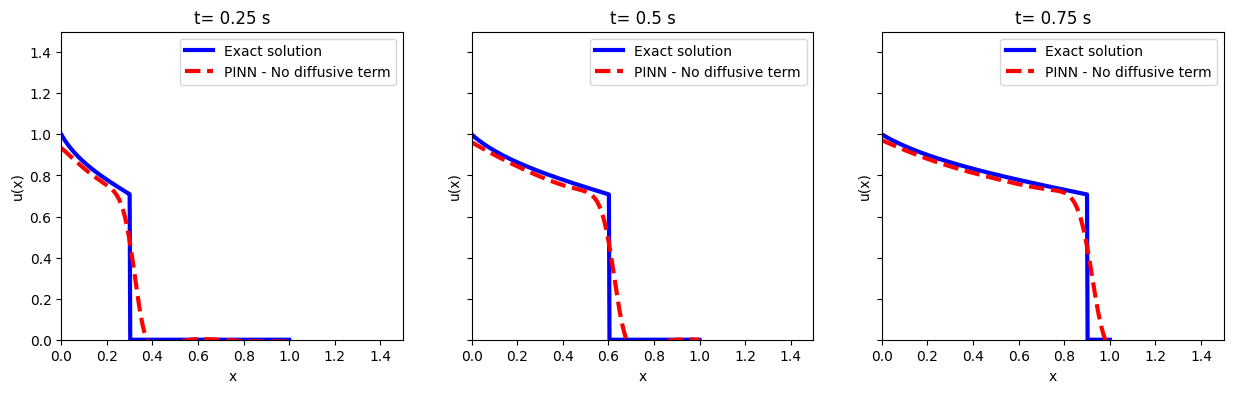 t= 0.25 s
Exact solution
PINN - No diffusive term
1.4
1.2
1.0
0.8
0.6
0.4
0.2
0.0
u(x)
0.0 0.2 0.4 0.6 0.8 1.0 1.2 1.4
x
t= 0.5 s
Exact solution
PINN - No diffusive term
u(x)
0.0 0.2 0.4 0.6 0.8 1.0 1.2 1.4
x
t= 0.75 s
Exact solution
PINN - No diffusive term
u(x)
0.0 0.2 0.4 0.6 0.8 1.0 1.2 1.4
x